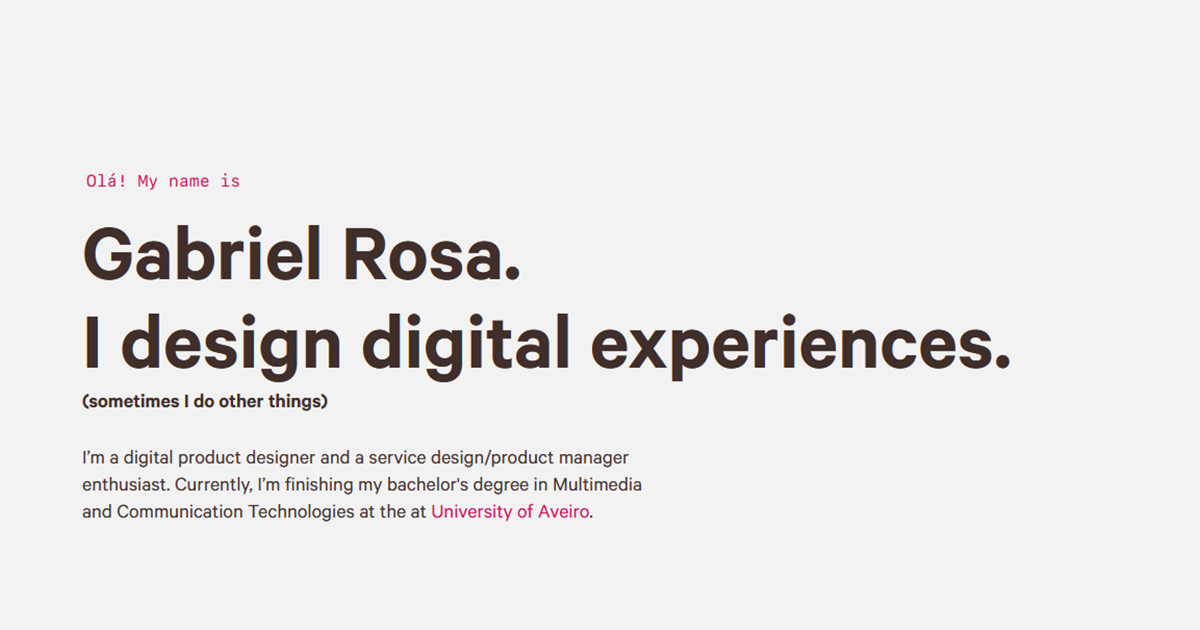 Olá! My name is
Gabriel Rosa.
I design digital experiences.
(sometimes I do other things)
I’m a digital product designer and a service design/product manager
enthusiast. Currently, I’m finishing my bachelor's degree in Multimedia
and Communication Technologies at the at University of Aveiro.